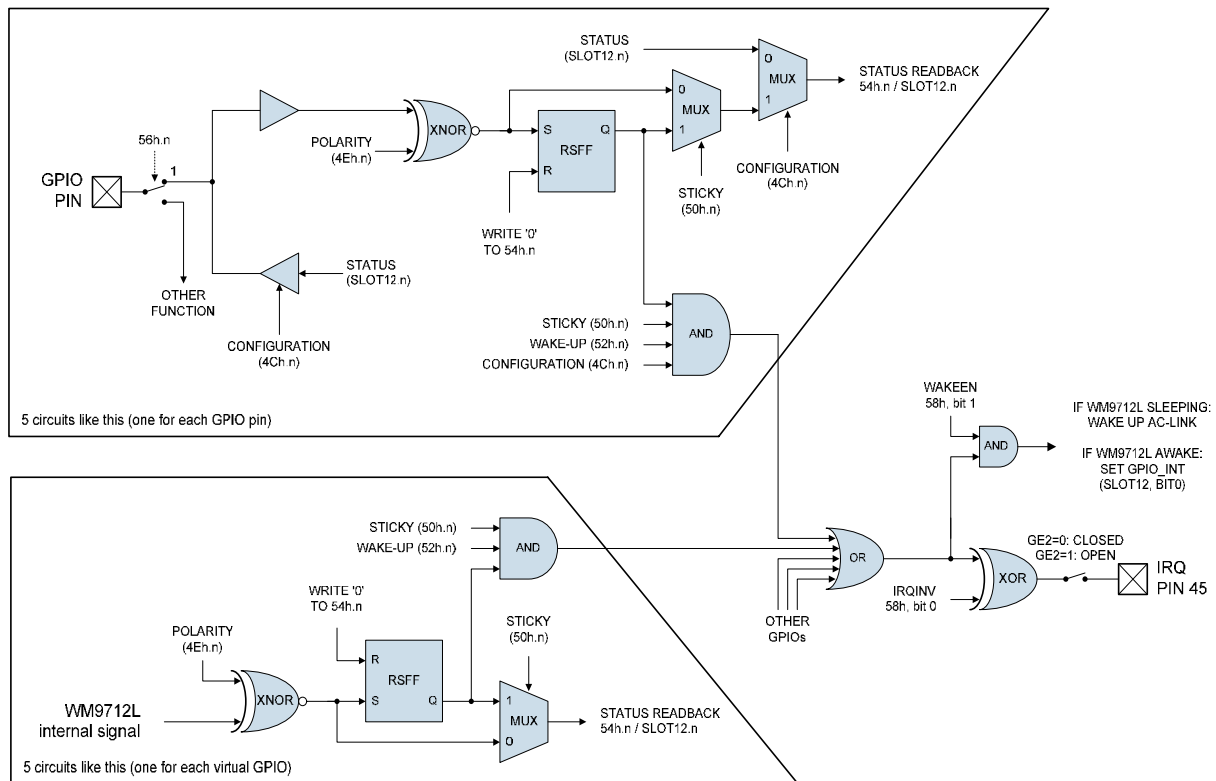 STATUS
(SLOT12.n)
0
MUX
1
STATUS READBACK
54h.n / SLOT12.n
0
MUX
1
56h.n
1
XNOR
POLARITY
(4Eh.n)
S
Q
RSFF
R
CONFIGURATION
(4Ch.n)
STICKY
(50h.n)
GPIO
PIN
WRITE '0'
TO 54h.n
STATUS
(SLOT12.n)
OTHER
FUNCTION
CONFIGURATION
(4Ch.n)
STICKY (50h.n)
WAKE-UP (52h.n)
CONFIGURATION (4Ch.n)
AND
5 circuits like this (one for each GPIO pin)
WAKEEN
58h, bit 1
AND
IF WM9712L SLEEPING:
WAKE UP AC-LINK
IF WM9712L AWAKE:
SET GPIO_INT
(SLOT12, BIT0)
STICKY (50h.n)
WAKE-UP (52h.n)
AND
OR
GE2=0: CLOSED
GE2=1: OPEN
XOR
IRQ
PIN 45
IRQINV
58h, bit 0
OTHER
GPIOs
WRITE '0'
TO 54h.n
STICKY
(50h.n)
POLARITY
(4Eh.n)
R
RSFF
S
Q
XNOR
1
MUX
0
STATUS READBACK
54h.n / SLOT12.n
WM9712L
internal signal
5 circuits like this (one for each virtual GPIO)